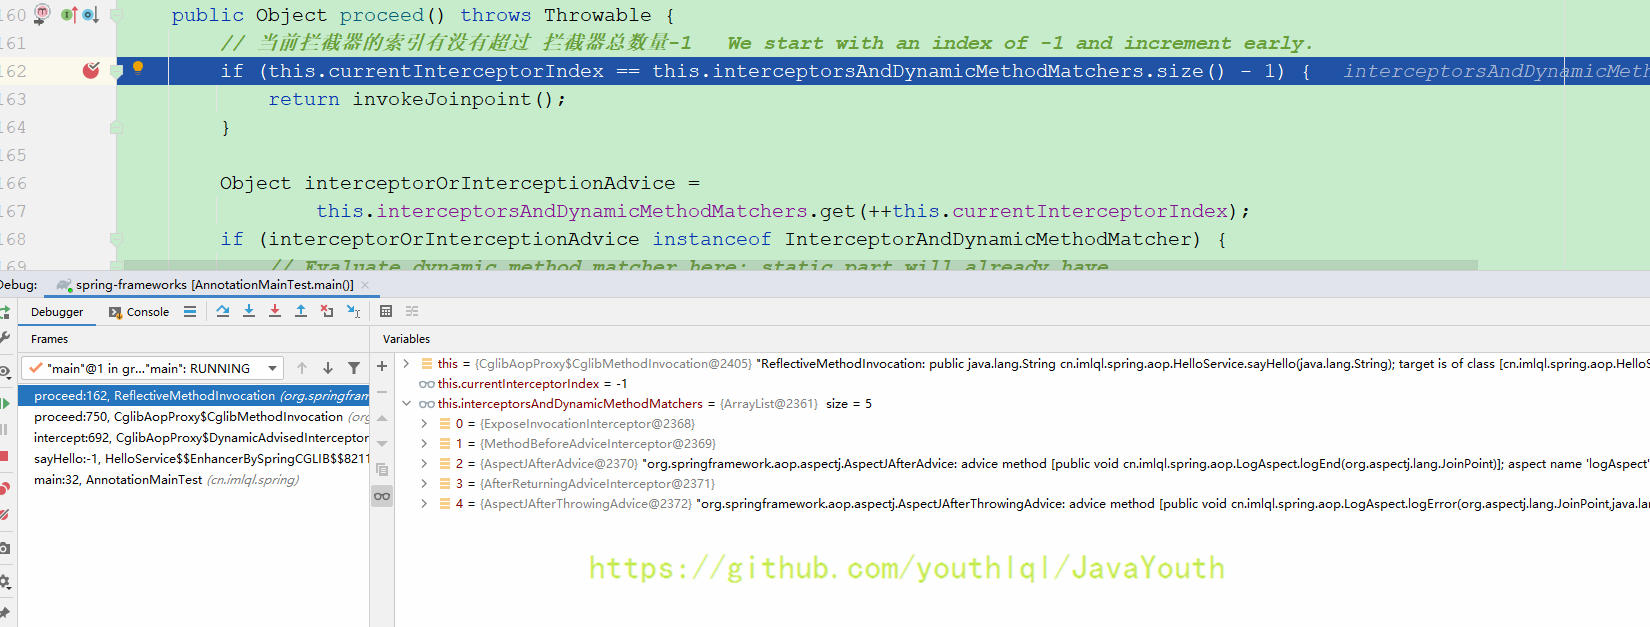 160 public Object proceed() throws Throwable {
161 // 当前拦截器的索引有没有超过 拦截器总数量-1 We start with an index of -1 and increment early.
162 if (this.currentInterceptorIndex == this.interceptorsAndDynamicMethodMatchers.size() - 1) { interceptorsAndDynamicMeth
163 return invokeJoinpoint();
164 }
165
166 Object interceptorOrInterceptionAdvice =
167 this.interceptorsAndDynamicMethodMatchers.get(++this.currentInterceptorIndex);
168 if (interceptorOrInterceptionAdvice instanceof InterceptorAndDynamicMethodMatcher) {
169 // Evaluate dynamic method matcher here: static part will already have
Debug: spring-frameworks [AnnotationMainTest.main()]
Debugger Console
Frames
"main"@1 in gr..."main": RUNNING
proceed:162, ReflectiveMethodInvocation (org.springfram
proceed:750, CglibAopProxy$CglibMethodInvocation (org
intercept:692, CglibAopProxy$DynamicAdvisedInterceptor
sayHello:-1, HelloService$$EnhancerBySpringCGLIB$$8211
main:32, AnnotationMainTest (cn.imlql.spring)
Variables
this = {CglibAopProxy$CglibMethodInvocation@2405} "ReflectiveMethodInvocation: public java.lang.String cn.imlql.spring.aop.HelloService.sayHello(java.lang.String); target is of class [cn.imlql.spring.aop.HelloS
this.currentInterceptorIndex = -1
this.interceptorsAndDynamicMethodMatchers = {ArrayList@2361} size = 5
0 = {ExposeInvocationInterceptor@2368}
1 = {MethodBeforeAdviceInterceptor@2369}
2 = {AspectJAfterAdvice@2370} "org.springframework.aop.aspectj.AspectJAfterAdvice: advice method [public void cn.imlql.spring.aop.LogAspect.logEnd(org.aspectj.lang.JoinPoint)]; aspect name 'logAspect'
3 = {AfterReturningAdviceInterceptor@2371}
4 = {AspectJAfterThrowingAdvice@2372} "org.springframework.aop.aspectj.AspectJAfterThrowingAdvice: advice method [public void cn.imlql.spring.aop.LogAspect.logError(org.aspectj.lang.JoinPoint,java.lan
https://github.com/youthlql/JavaYouth